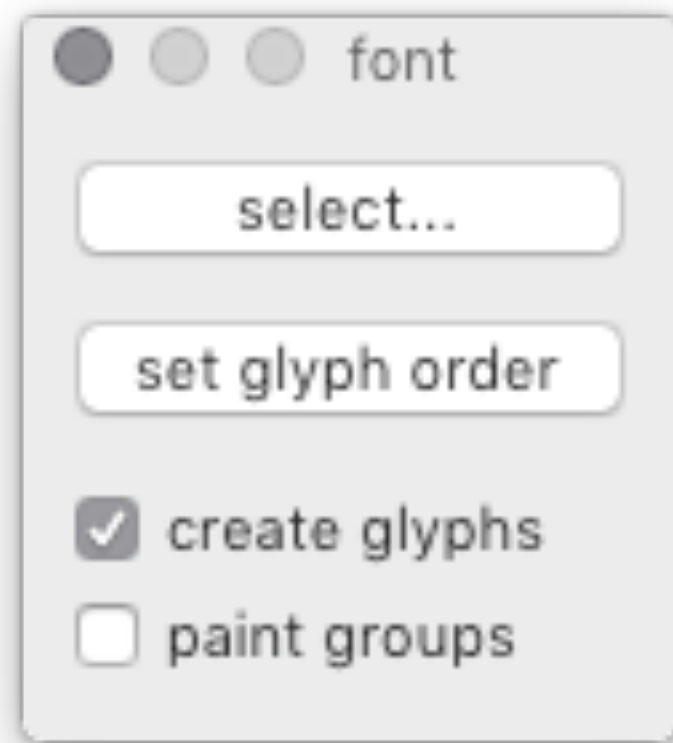 font
select...
set glyph order
create glyphs
paint groups